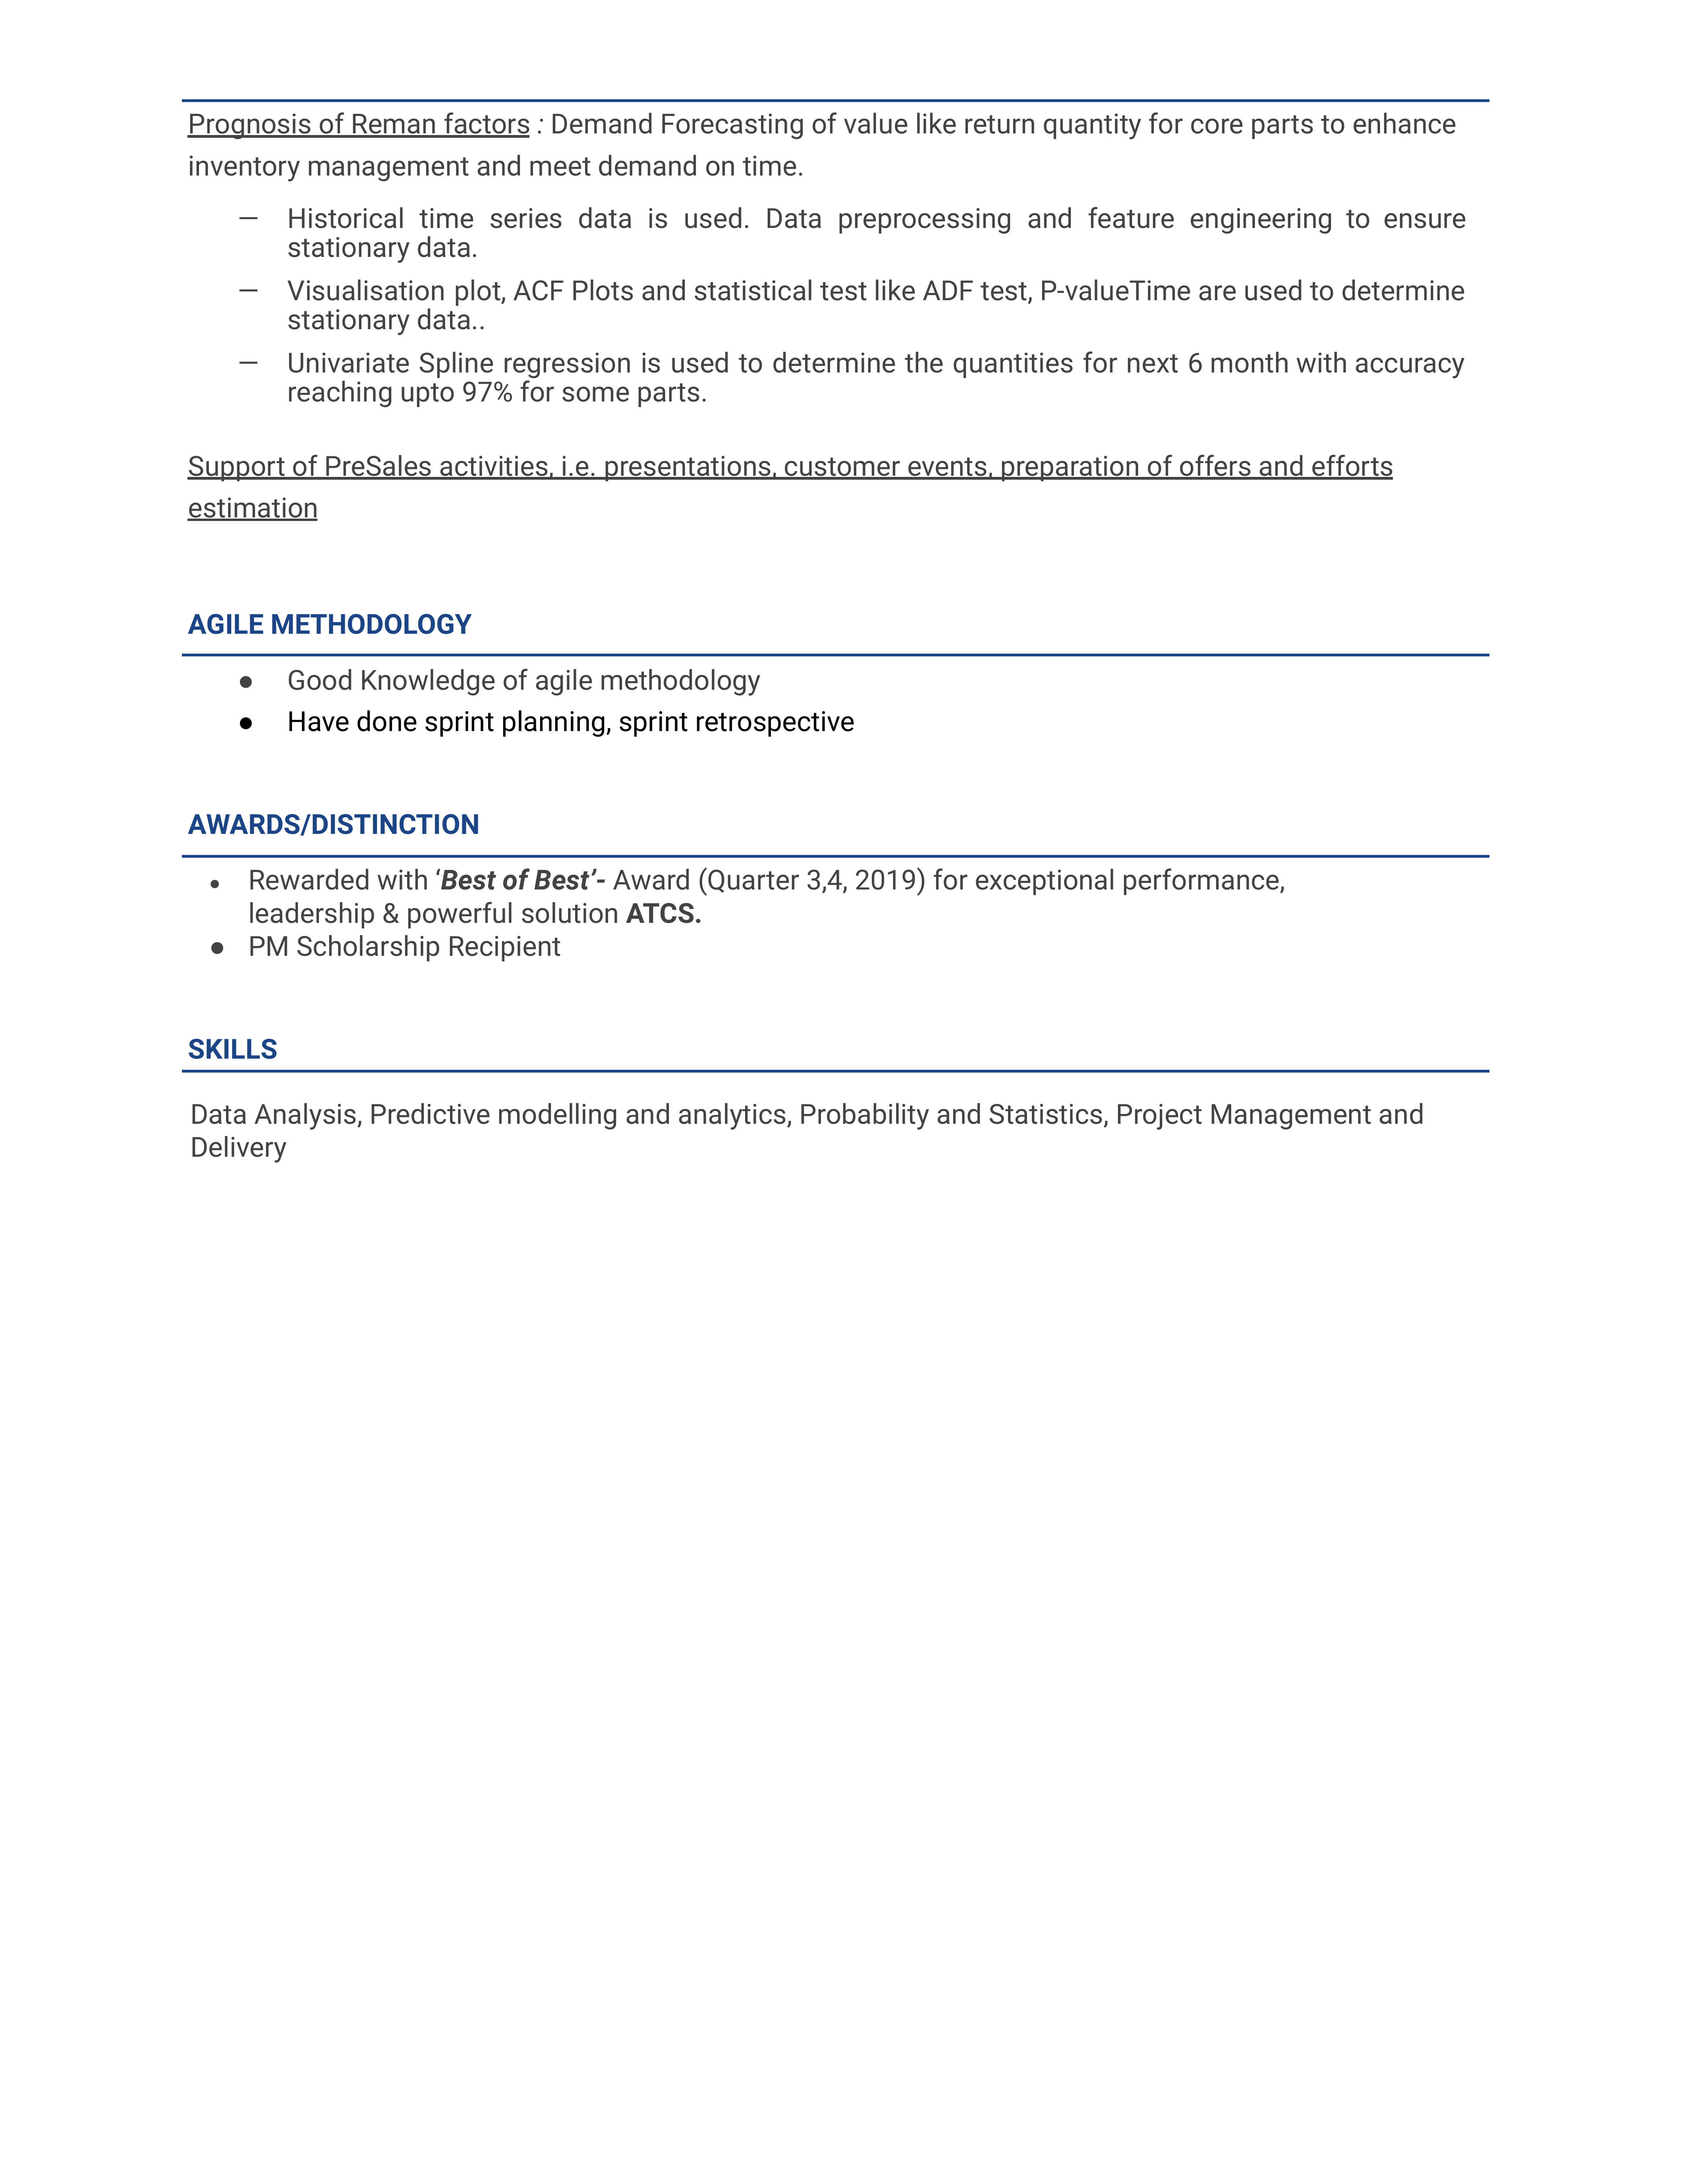 Prognosis of Reman factors : Demand Forecasting of value like return quantity for core parts to enhance
inventory management and meet demand on time.
— Historical time series data is used. Data preprocessing and feature engineering to ensure
stationary data.
— Visualisation plot, ACF Plots and statistical test like ADF test, P-valueTime are used to determine
stationary data..
— Univariate Spline regression is used to determine the quantities for next 6 month with accuracy
reaching upto 97% for some parts.
Support of PreSales activities, i.e. presentations, customer events, preparation of offers and efforts
estimation
AGILE METHODOLOGY
● Good Knowledge of agile methodology
● Have done sprint planning, sprint retrospective
AWARDS/DISTINCTION
● Rewarded with ‘Best of Best’- Award (Quarter 3,4, 2019) for exceptional performance,
leadership & powerful solution ATCS.
● PM Scholarship Recipient
SKILLS
Data Analysis, Predictive modelling and analytics, Probability and Statistics, Project Management and
Delivery